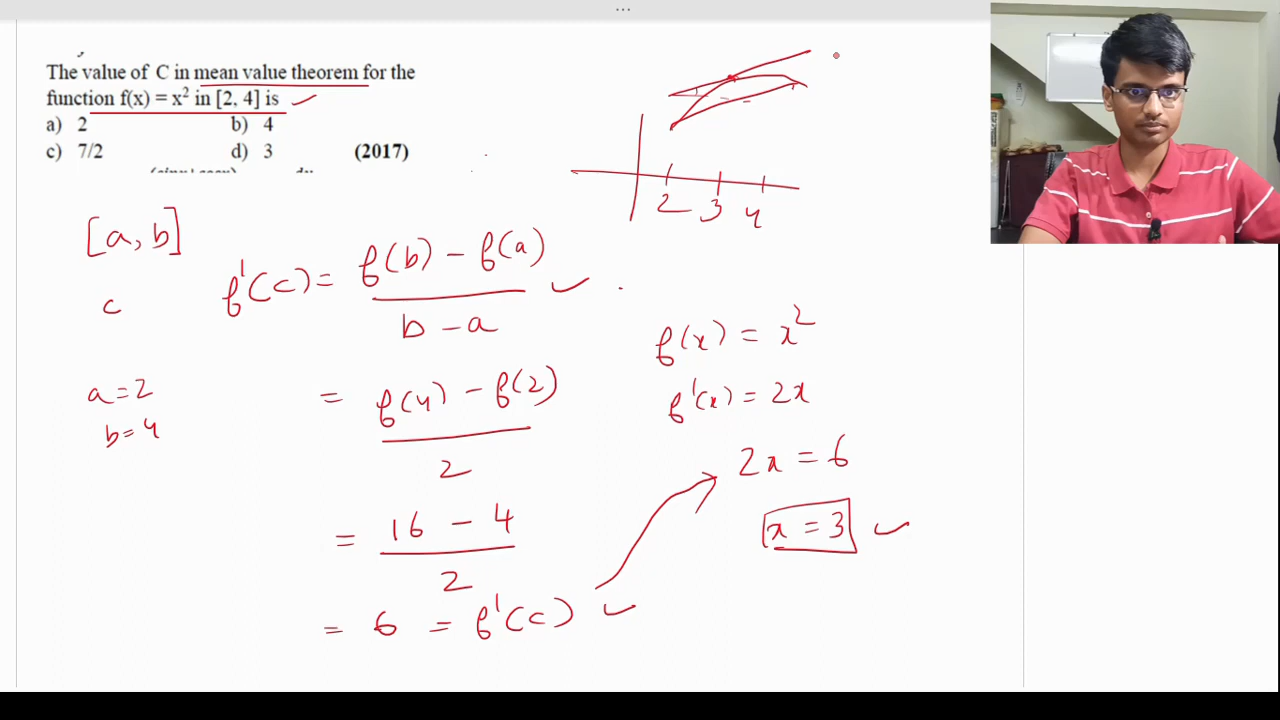 The value of C in mean value theorem for the
function f(x) = x² in [2, 4] is
a) 2 b) 4
c) 7/2 d) 3 (2017)
[a, b]
c
f'(c) = f(b) - f(a) / b - a
a = 2
b = 4
= f(4) - f(2) / 2
= 16 - 4 / 2
= 6 = f'(c)
2 3 4
f(x) = x²
f'(x) = 2x
2x = 6
x = 3